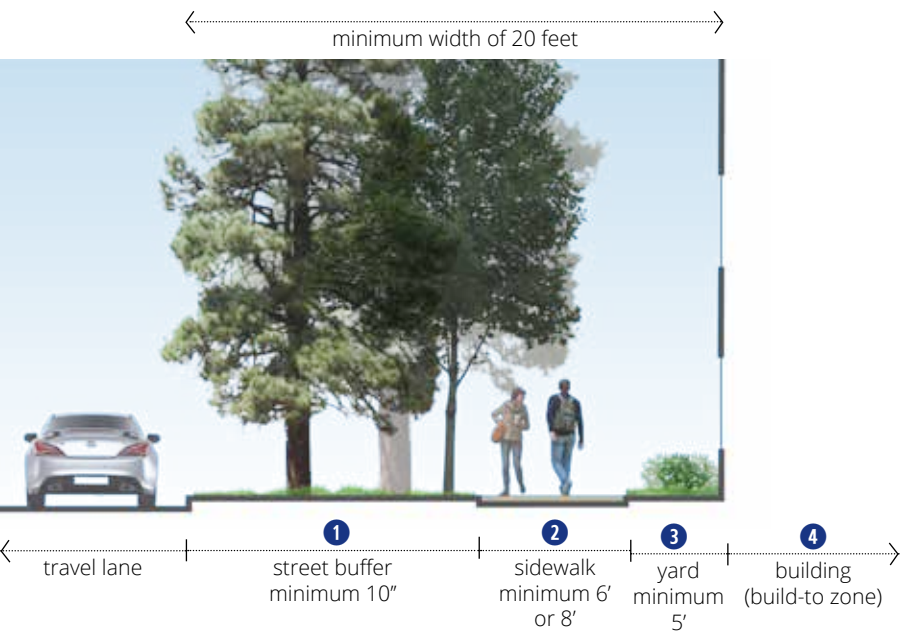 minimum width of 20 feet
1
2
3
4
travel lane
street buffer
minimum 10”
sidewalk
minimum 6’
or 8’
yard
minimum
5’
building
(build-to zone)